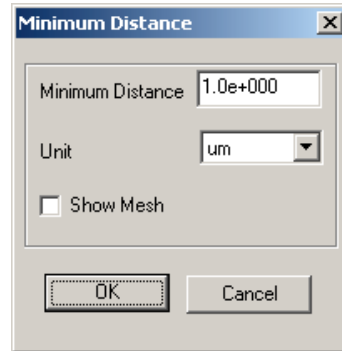 Minimum Distance
Minimum Distance 1.0e+000
Unit um
Show Mesh
OK Cancel